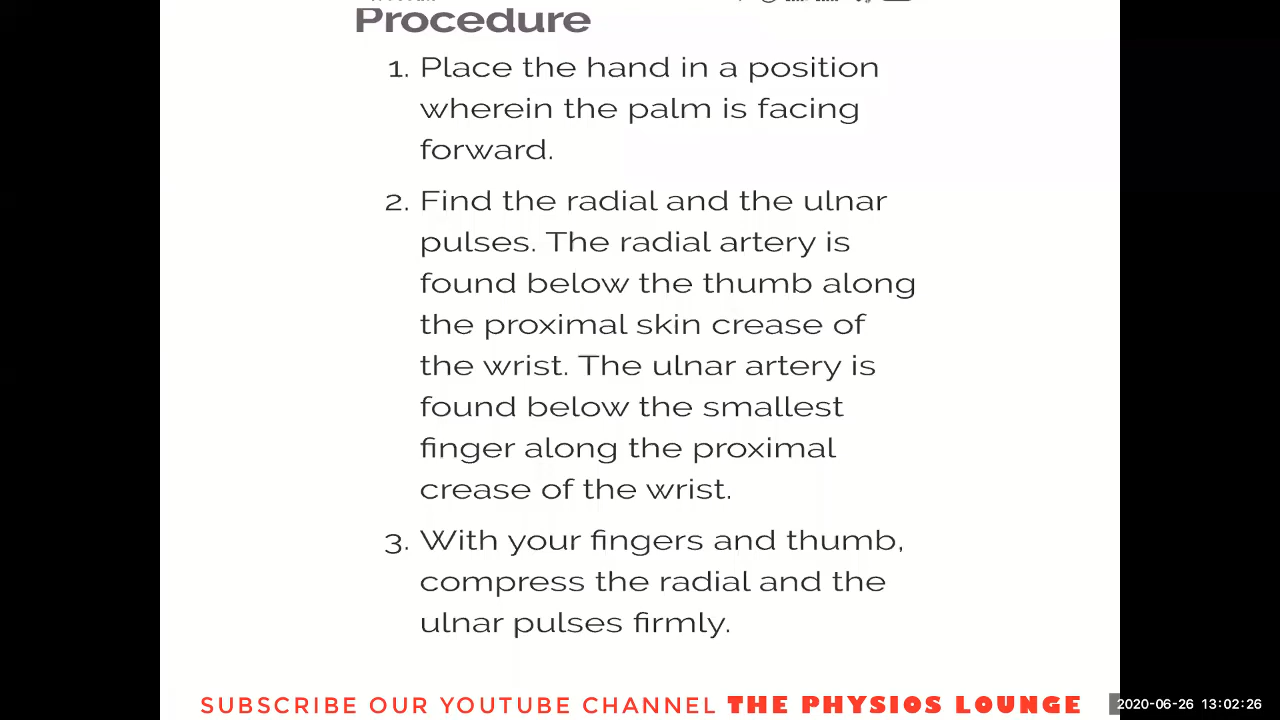 Procedure
1. Place the hand in a position
wherein the palm is facing
forward.
2. Find the radial and the ulnar
pulses. The radial artery is
found below the thumb along
the proximal skin crease of
the wrist. The ulnar artery is
found below the smallest
finger along the proximal
crease of the wrist.
3. With your fingers and thumb,
compress the radial and the
ulnar pulses firmly.
SUBSCRIBE OUR YOUTUBE CHANNEL THE PHYSIOS LOUNGE
2020-06-26 13:02:26